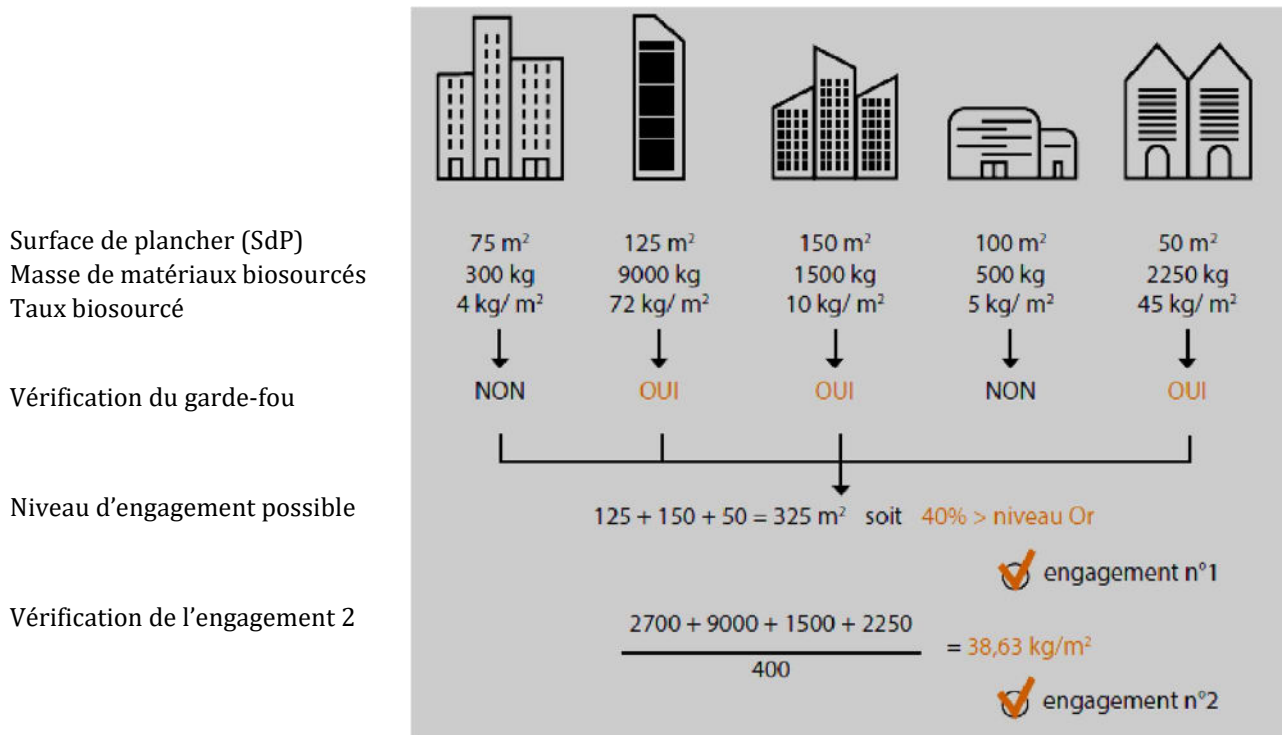 Surface de plancher (SdP) 75 m² 125 m² 150 m² 100 m² 50 m²
Masse de matériaux biosourcés 300 kg 9000 kg 1500 kg 500 kg 2250 kg
Taux biosourcé 4 kg/ m² 72 kg/ m² 10 kg/ m² 5 kg/ m² 45 kg/ m²
Vérification du garde-fou NON OUI OUI NON OUI
Niveau d’engagement possible 125 + 150 + 50 = 325 m² soit 40% > niveau Or
engagement n°1
Vérification de l’engagement 2 2700 + 9000 + 1500 + 2250
= 38,63 kg/m²
400
engagement n°2